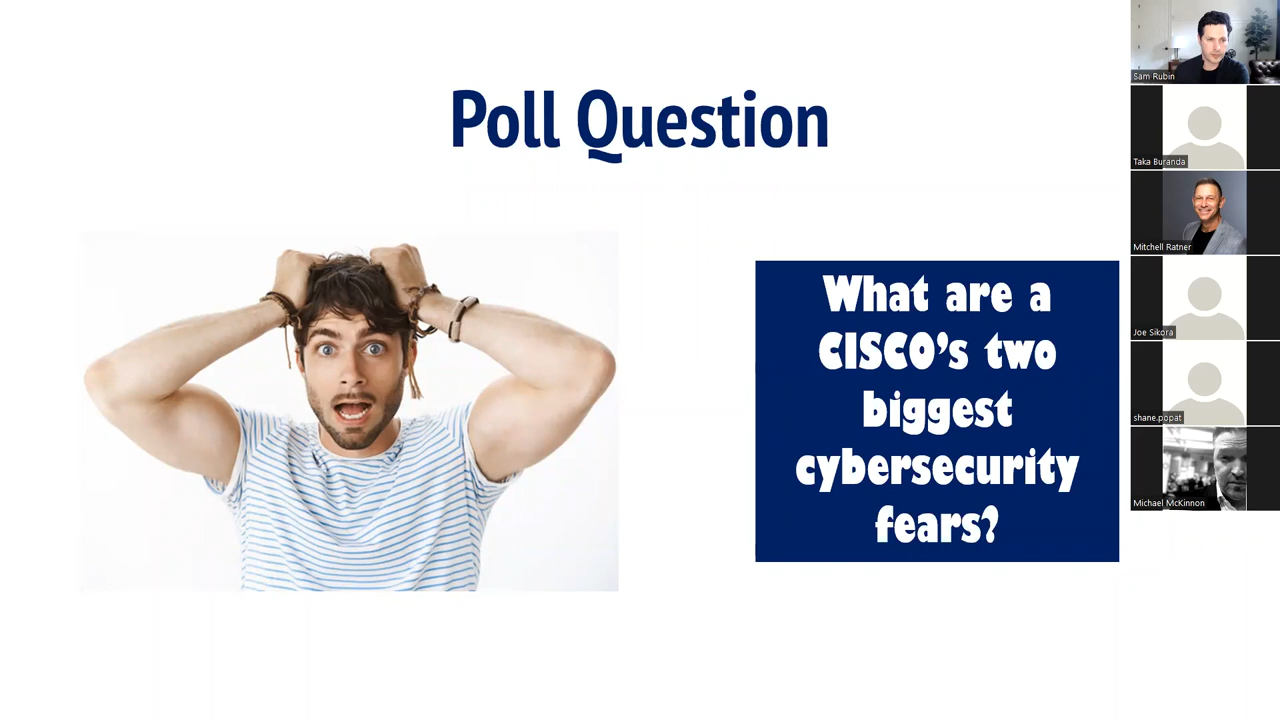 Poll Question
What are a
CISCO's two
biggest
cybersecurity
fears?
Sam Rubin
Taka Buranda
Mitchell Ratner
Joe Sikora
shane.popat
Michael McKinnon